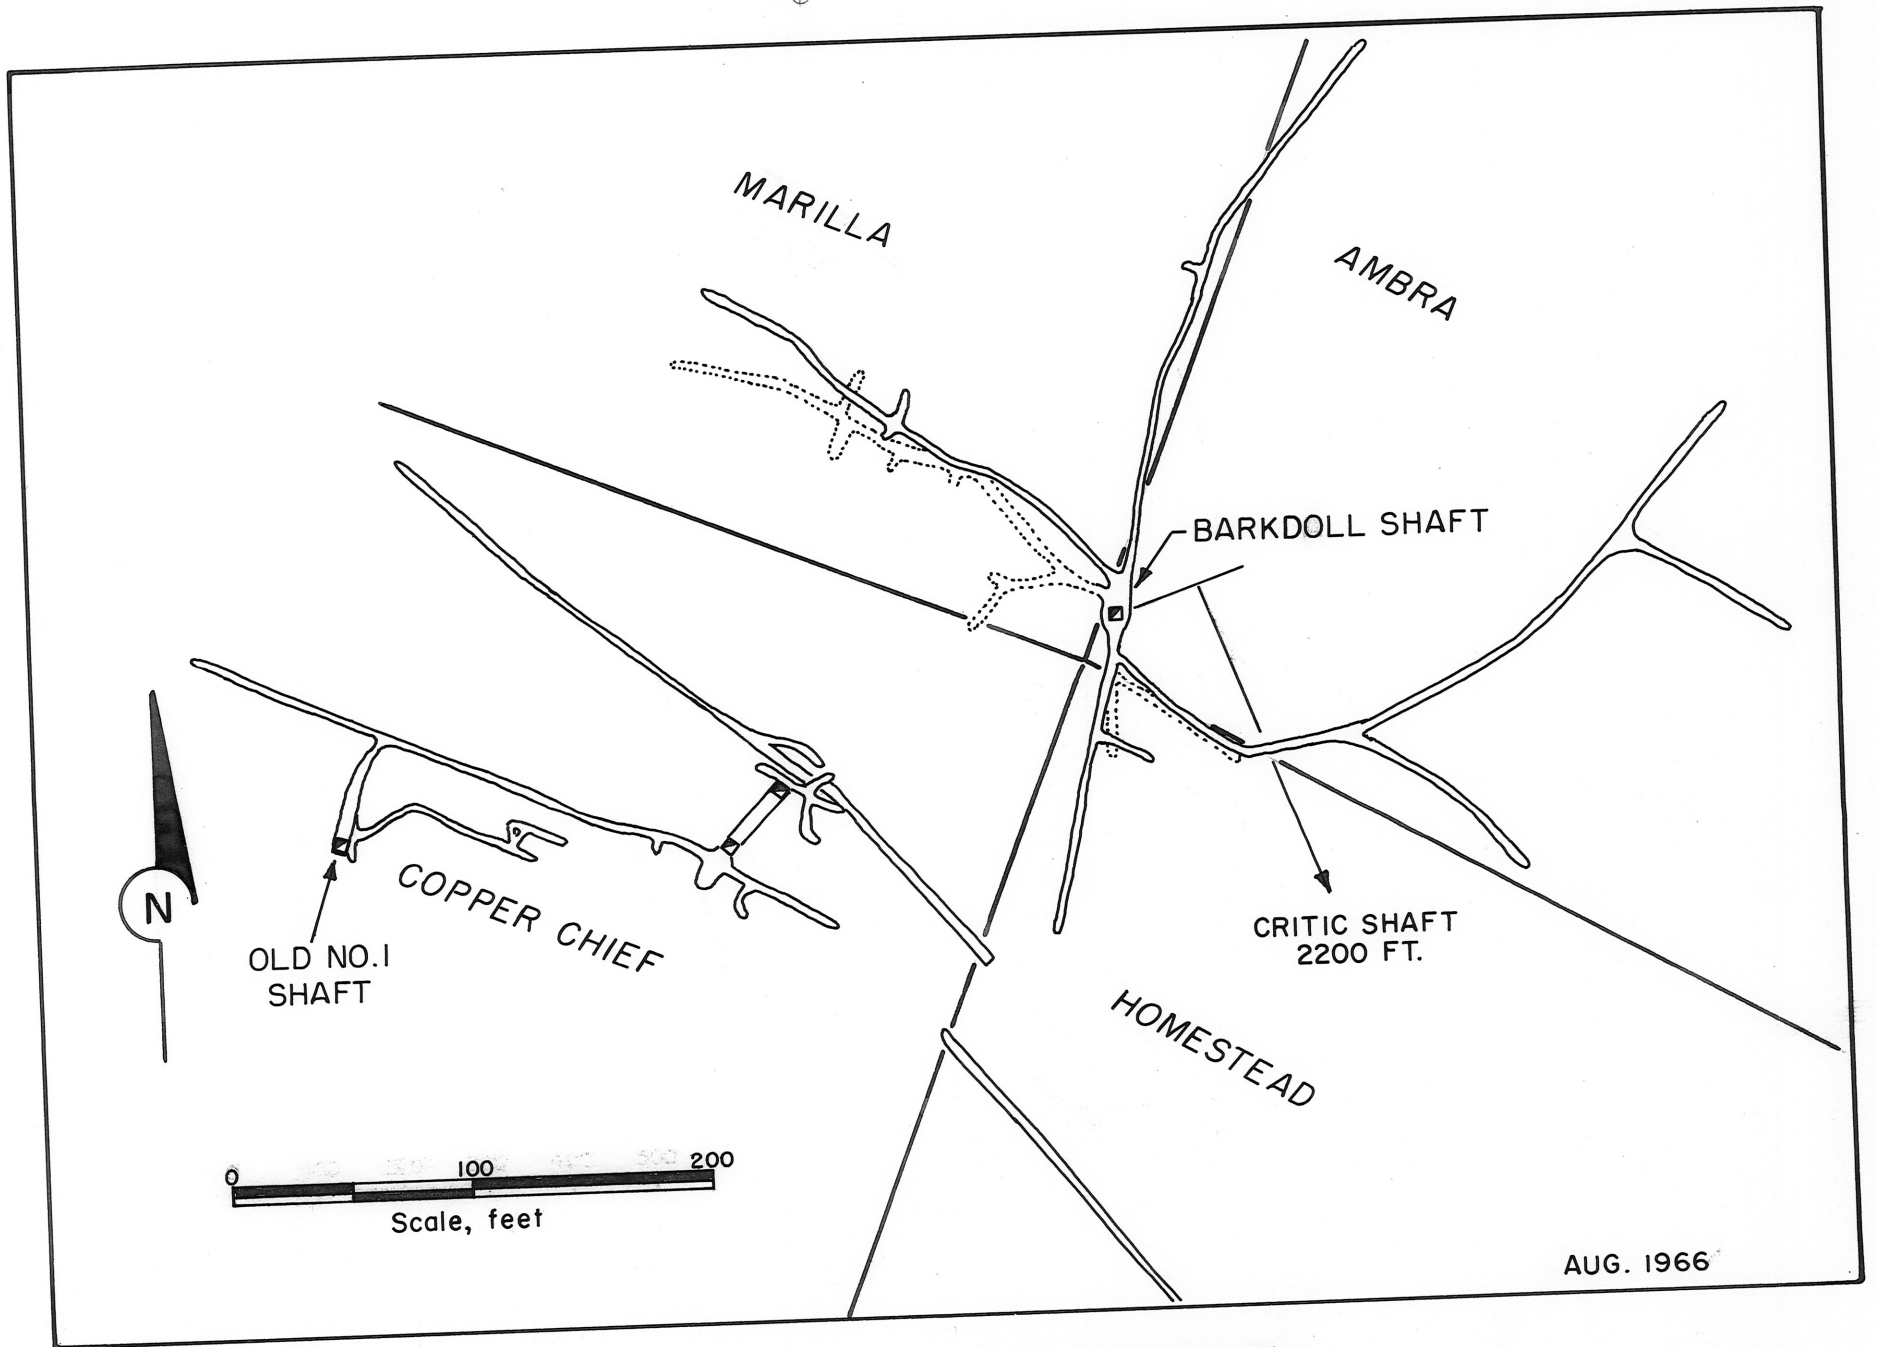 MARILLA
AMBRA
BARKDOLL SHAFT
N
OLD NO.1
SHAFT
COPPER CHIEF
CRITIC SHAFT
2200 FT.
HOMESTEAD
0 100 200
Scale, feet
AUG. 1966